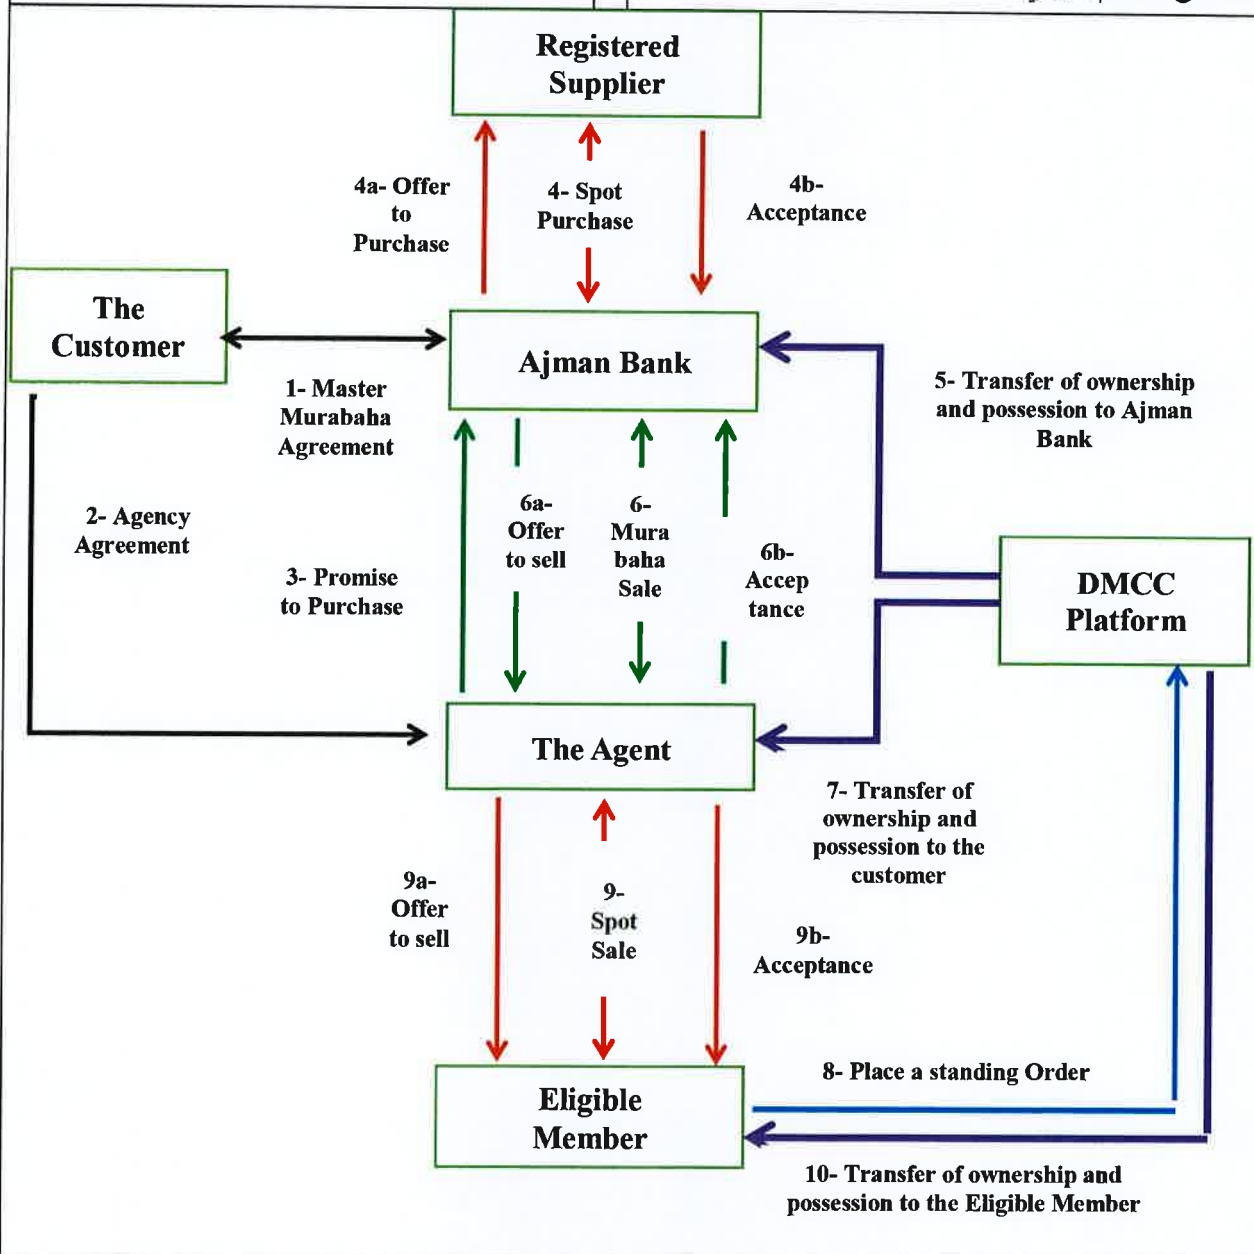 Registered
Supplier
4a- Offer
to
Purchase
4- Spot
Purchase
4b-
Acceptance
The
Customer
Ajman Bank
1- Master
Murabaha
Agreement
5- Transfer of ownership
and possession to Ajman
Bank
2- Agency
Agreement
3- Promise
to Purchase
6a-
Offer
to sell
6-
Mura
baha
Sale
6b-
Accep
tance
DMCC
Platform
The Agent
7- Transfer of
ownership and
possession to the
customer
9a-
Offer
to sell
9-
Spot
Sale
9b-
Acceptance
Eligible
Member
8- Place a standing Order
10- Transfer of ownership and
possession to the Eligible Member